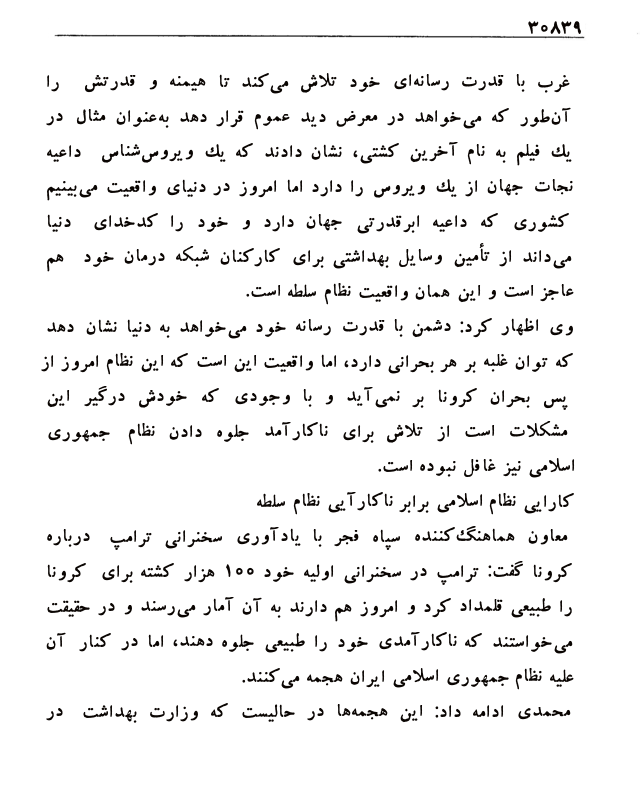 ۳۰۸۳۹
غرب با قدرت رسانه‌ای خود تلاش می‌کند تا هیمنه و قدرتش را
آن‌طور که می‌خواهد در معرض دید عموم قرار دهد به‌عنوان مثال در
یك فیلم به نام آخرین کشتی، نشان دادند که یك ویروس‌شناس داعیه
نجات جهان از یك ویروس را دارد اما امروز در دنیای واقعیت می‌بینیم
کشوری که داعیه ابرقدرتی جهان دارد و خود را کدخدای دنیا
می‌داند از تأمین وسایل بهداشتی برای کارکنان شبکه درمان خود هم
عاجز است و این همان واقعیت نظام سلطه است.
وی اظهار کرد: دشمن با قدرت رسانه خود می‌خواهد به دنیا نشان دهد
که توان غلبه بر هر بحرانی دارد، اما واقعیت این است که این نظام امروز از
پس بحران کرونا بر نمی‌آید و با وجودی که خودش درگیر این
مشکلات است از تلاش برای ناکارآمد جلوه دادن نظام جمهوری
اسلامی نیز غافل نبوده است.
کارایی نظام اسلامی برابر ناکارآیی نظام سلطه
معاون هماهنگ‌کننده سپاه فجر با یادآوری سخنرانی ترامپ درباره
کرونا گفت: ترامپ در سخنرانی اولیه خود ۱۰۰ هزار کشته برای کرونا
را طبیعی قلمداد کرد و امروز هم دارند به آن آمار می‌رسند و در حقیقت
می‌خواستند که ناکارآمدی خود را طبیعی جلوه دهند، اما در کنار آن
علیه نظام جمهوری اسلامی ایران هجمه می‌کنند.
محمدی ادامه داد: این هجمه‌ها در حالیست که وزارت بهداشت در